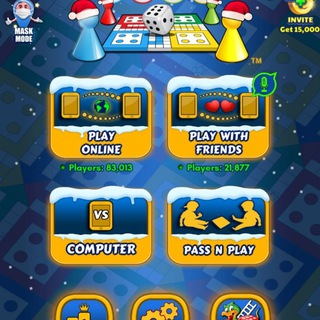 MASK
MODE
TM
INVITE
Get 15,000
PLAY
ONLINE
PLAY WITH
FRIENDS
• Players: 83,013
• Players: 21,877
VS
COMPUTER
PASS N PLAY